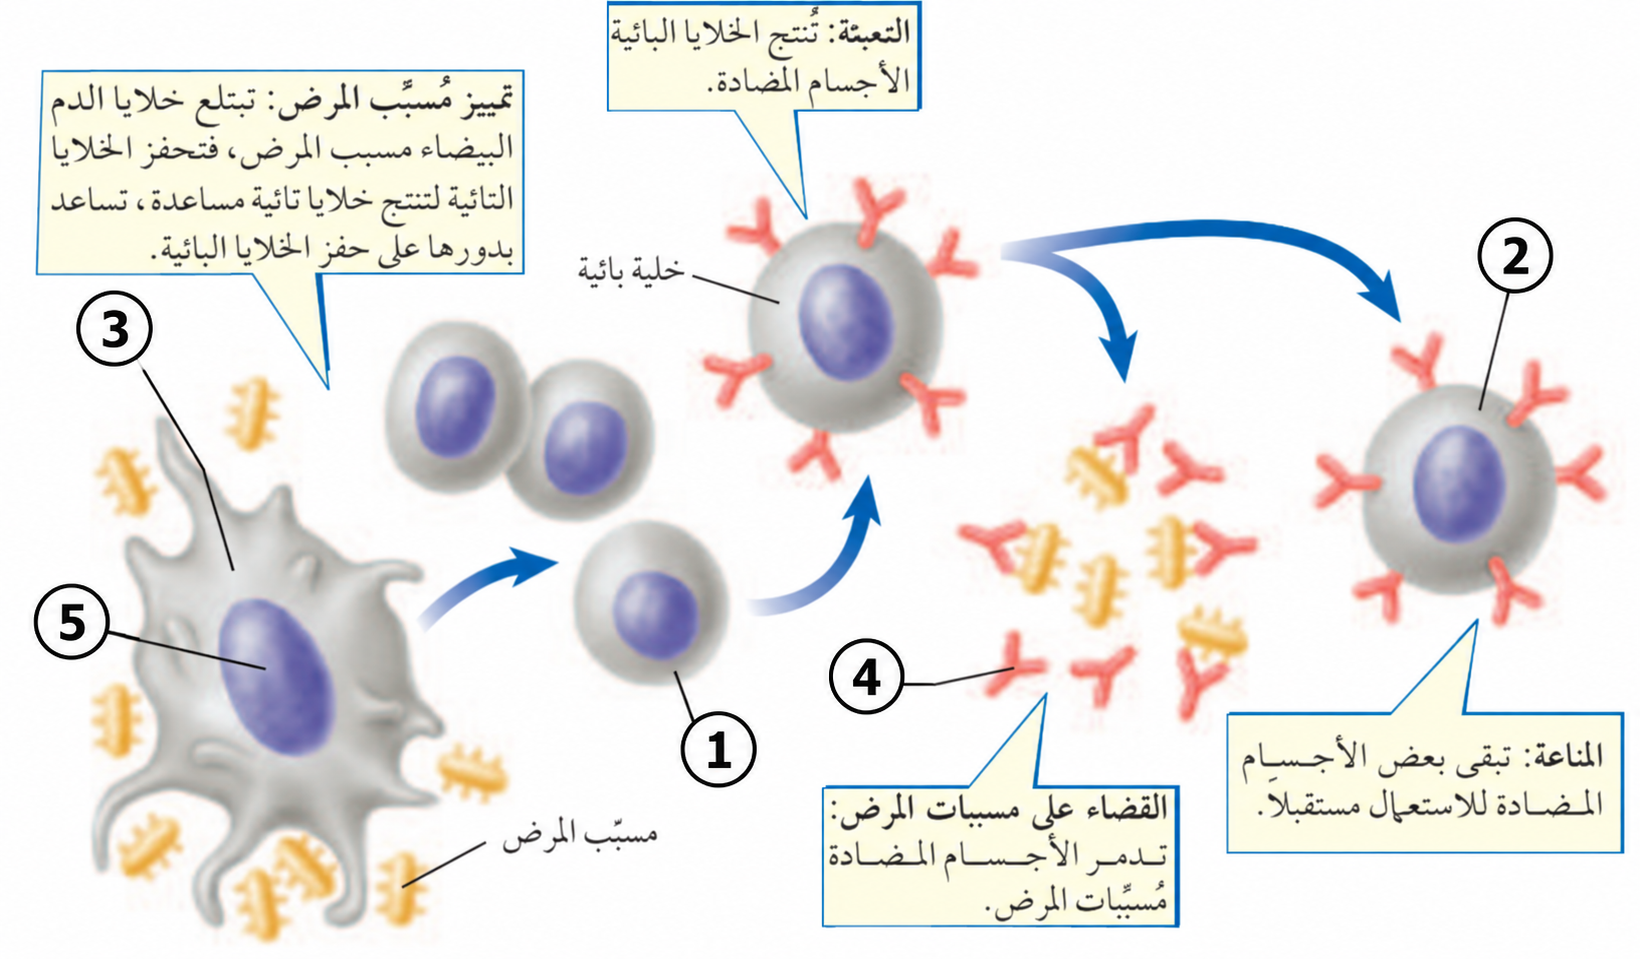 التعبئة: تُنتج الخلايا البائية
الأجسام المضادة.
تمييز مُسبَّب المرض: تبتلع خلايا الدم
البيضاء مسبب المرض، فتحفز الخلايا
التائية لتنتج خلايا تائية مساعدة، تساعد
بدورها على حفز الخلايا البائية.
خلية بائية
2
3
5
4
1
مسبّب المرض
المناعة: تبقى بعض الأجسام
المضادة للاستعمال مستقبلاً.
القضاء على مسببات المرض:
تدمر الأجسام المضادة
مُسبِّبات المرض.